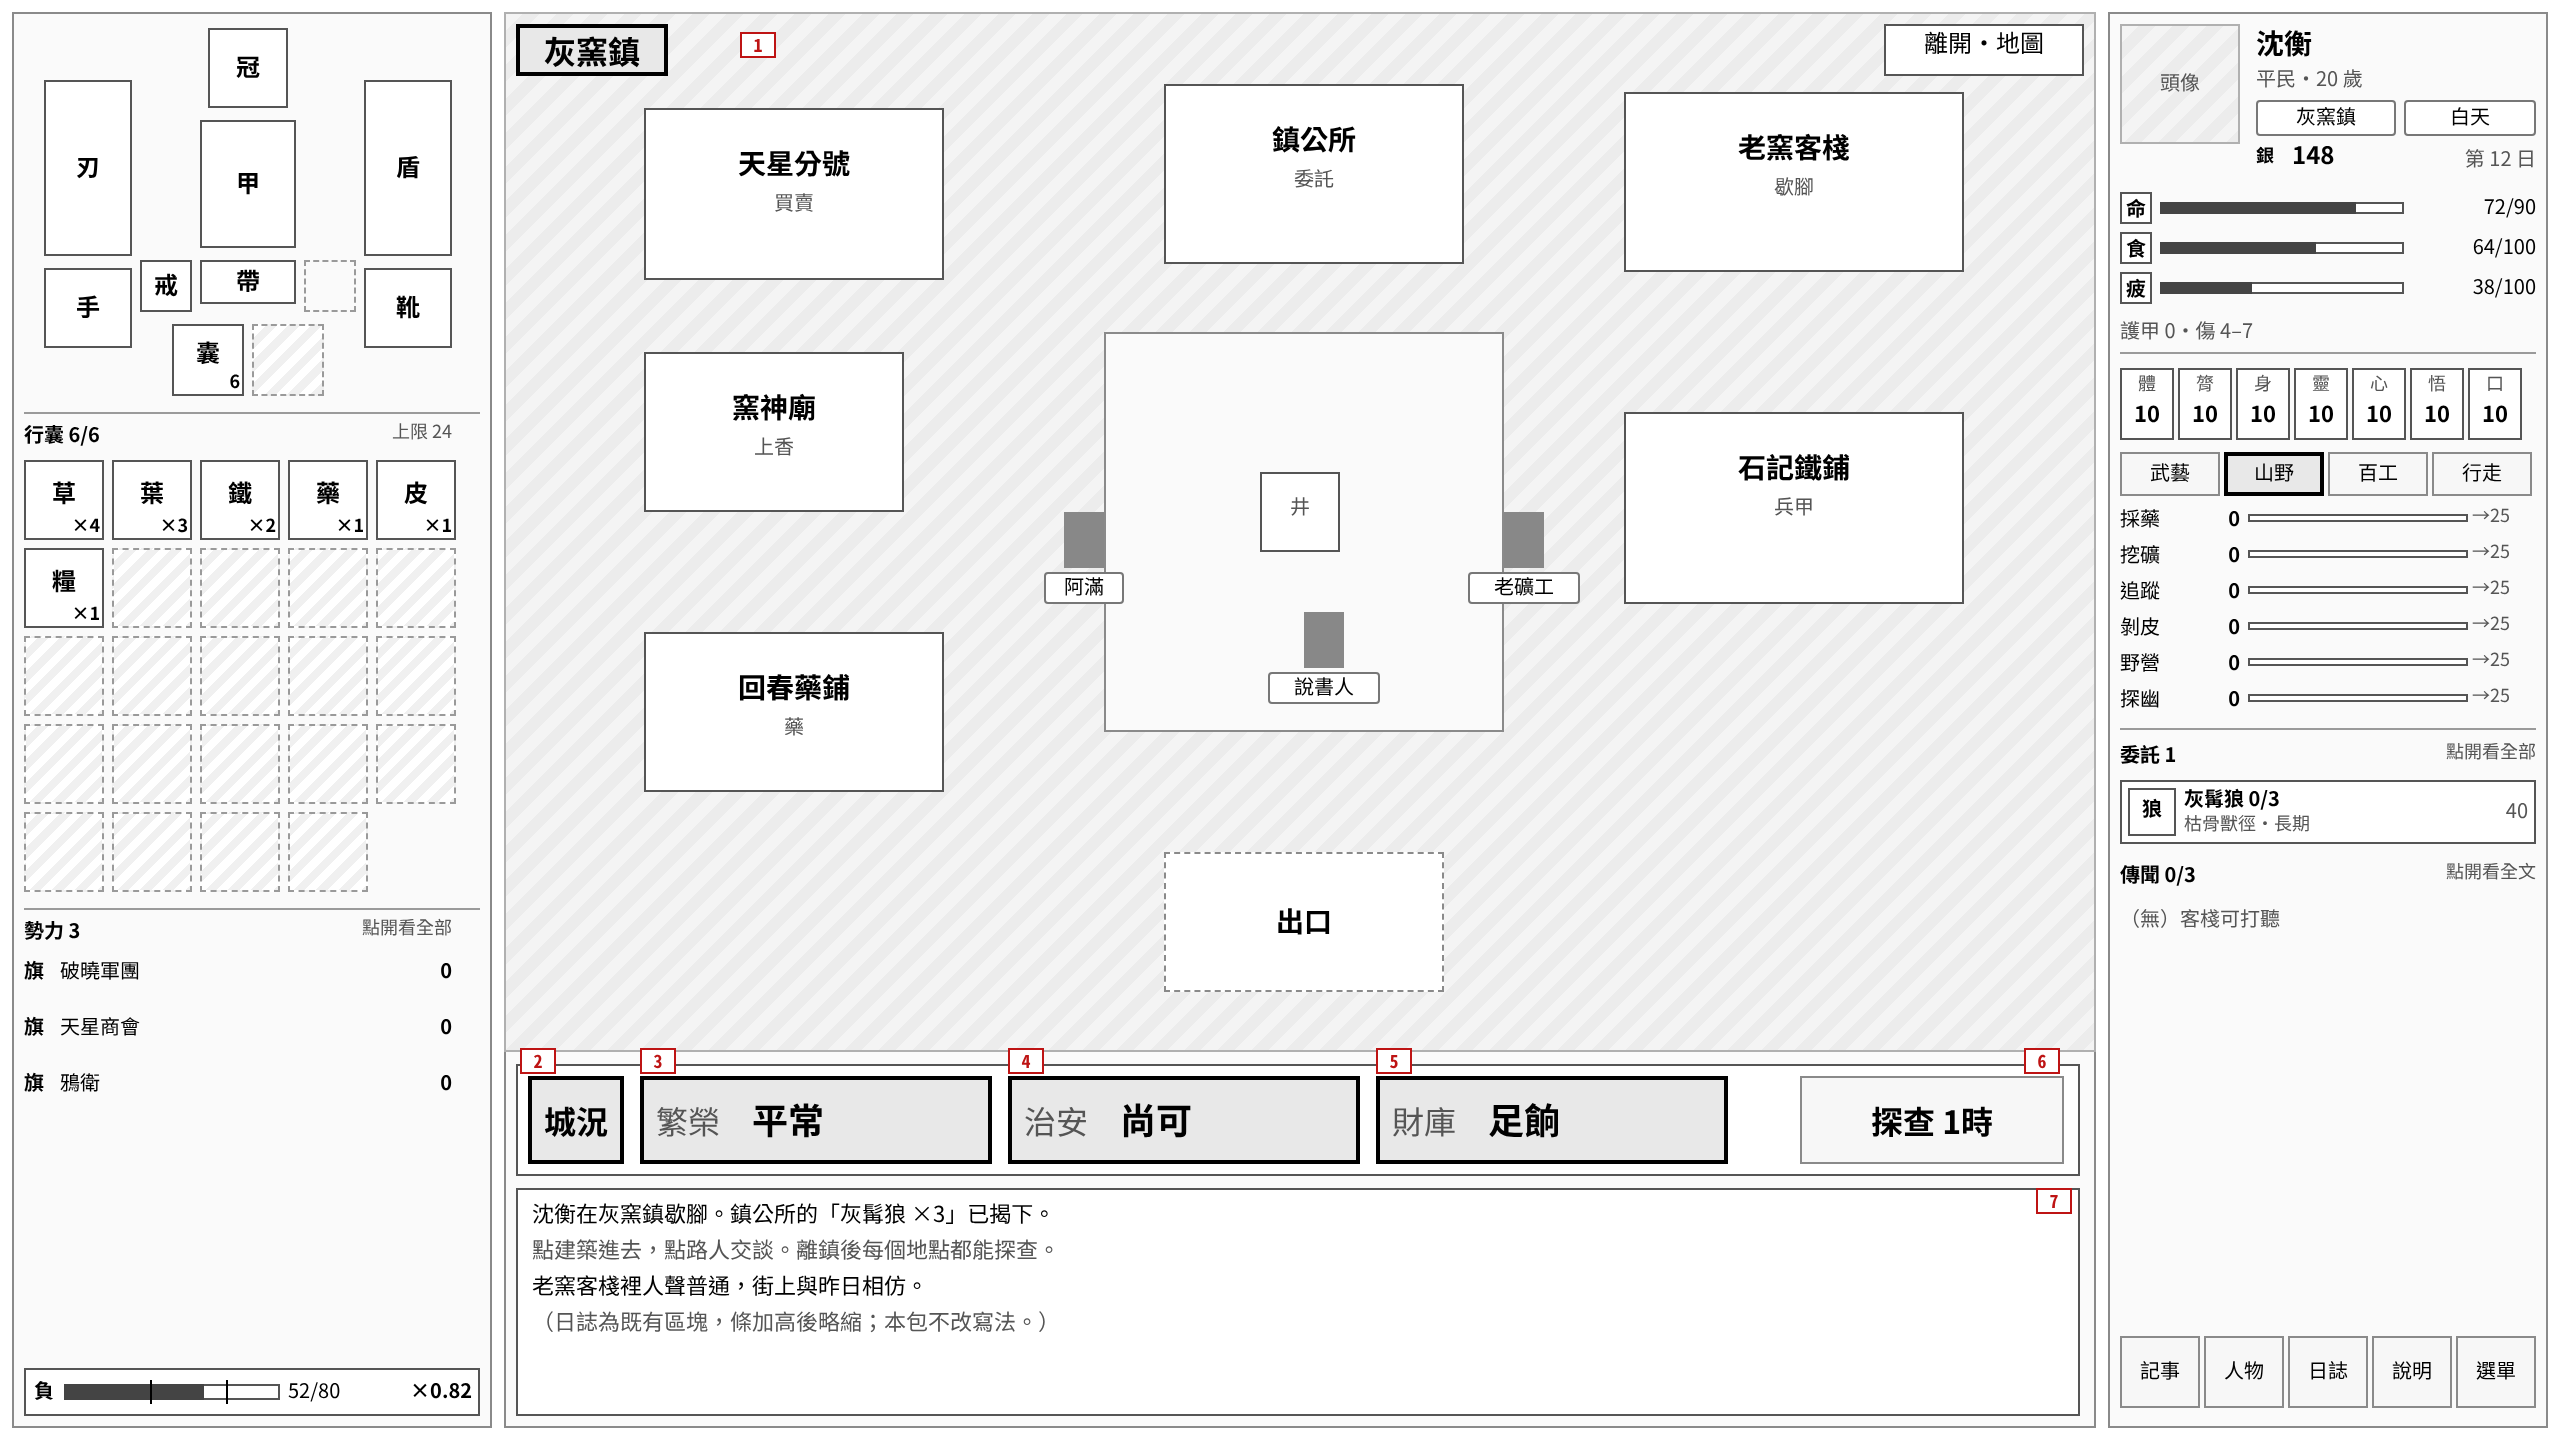 冠
刃
甲
盾
手
戒
帶
靴
囊
6
行囊 6/6
上限 24
草
×4
葉
×3
鐵
×2
藥
×1
皮
×1
糧
×1
勢力 3
點開看全部
旗 破曉軍團 0
旗 天星商會 0
旗 鴉衛 0
負 52/80 ×0.82
灰窯鎮
1
離開・地圖
天星分號
買賣
鎮公所
委託
老窯客棧
歇腳
窯神廟
上香
井
石記鐵鋪
兵甲
阿滿
老礦工
說書人
回春藥鋪
藥
出口
2
3
4
5
6
城況
繁榮 平常
治安 尚可
財庫 足餉
探查 1時
7
沈衡在灰窯鎮歇腳。鎮公所的「灰髯狼 ×3」已揭下。
點建築進去，點路人交談。離鎮後每個地點都能探查。
老窯客棧裡人聲普通，街上與昨日相仿。
（日誌為既有區塊，條加高後略縮；本包不改寫法。）
頭像
沈衡
平民・20 歲
灰窯鎮
白天
銀 148
第 12 日
命 72/90
食 64/100
疲 38/100
護甲 0・傷 4–7
體 膂 身 靈 心 悟 口
10 10 10 10 10 10 10
武藝 山野 百工 行走
採藥 0 →25
挖礦 0 →25
追蹤 0 →25
剝皮 0 →25
野營 0 →25
探幽 0 →25
委託 1
點開看全部
狼
灰髯狼 0/3
枯骨獸徑・長期
40
傳聞 0/3
點開看全文
（無）客棧可打聽
記事 人物 日誌 說明 選單